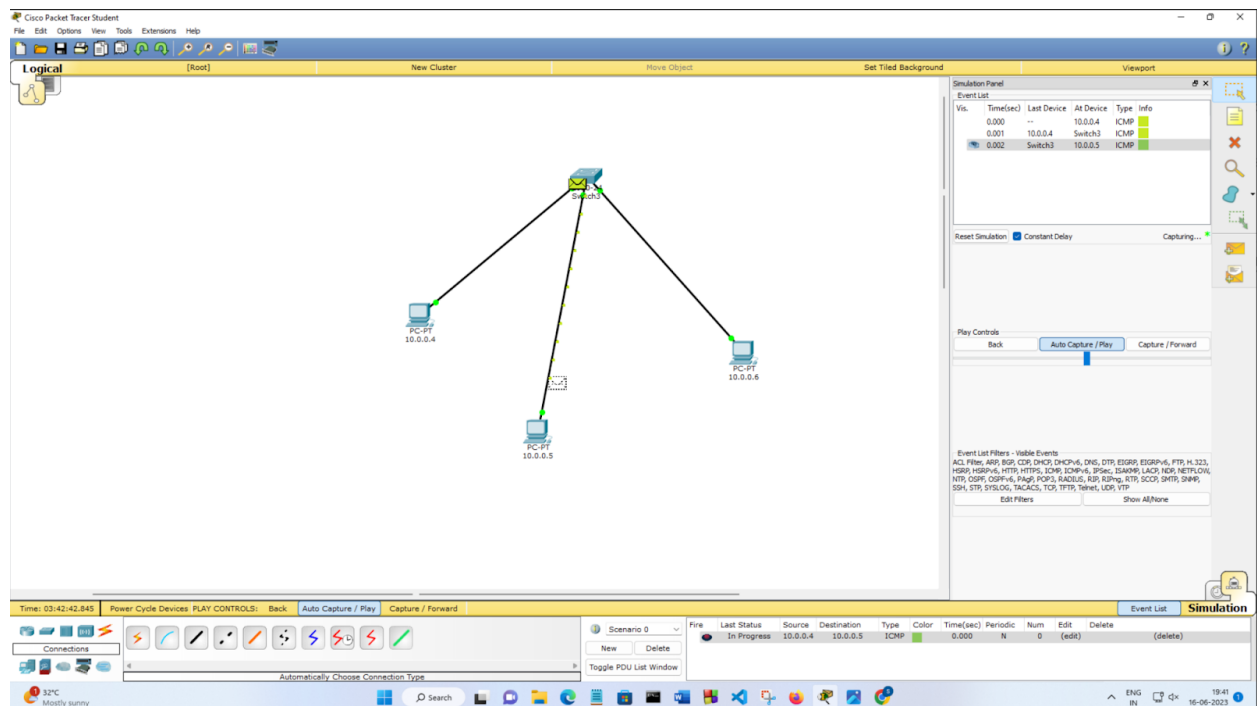 Cisco Packet Tracer Student
File Edit Options View Tools Extensions Help
Logical [Root] New Cluster Move Object Set Tiled Background Viewport
Simulation Panel
Event List
Vis. Time(sec) Last Device At Device Type Info
0.000 -- 10.0.0.4 ICMP
0.001 10.0.0.4 Switch3 ICMP
0.002 Switch3 10.0.0.5 ICMP
Reset Simulation Constant Delay Capturing...
Switch3
PC-PT
10.0.0.4
PC-PT
10.0.0.5
PC-PT
10.0.0.6
Play Controls
Back Auto Capture / Play Capture / Forward
Event List Filters - Visible Events
ACL Filter, ARP, BGP, CDP, DHCP, DHCPv6, DNS, DTP, EIGRP, EIGRPv6, FTP, H.323,
HSRP, HSRPv6, HTTP, HTTPS, ICMP, ICMPv6, IPSec, ISAKMP, LACP, NDP, NETFLOW,
NTP, OSPF, OSPFv6, PAgP, POP3, RADIUS, RIP, RIPng, RTP, SCCP, SMTP, SNMP,
SSH, STP, SYSLOG, TACACS, TCP, TFTP, Telnet, UDP, VTP
Edit Filters Show All/None
Time: 03:42:42.845 Power Cycle Devices PLAY CONTROLS: Back Auto Capture / Play Capture / Forward Event List Simulation
Connections
Automatically Choose Connection Type
Scenario 0
New Delete
Toggle PDU List Window
Fire Last Status Source Destination Type Color Time(sec) Periodic Num Edit Delete
In Progress 10.0.0.4 10.0.0.5 ICMP 0.000 N 0 (edit) (delete)
32°C
Mostly sunny
Search
ENG
IN
19:41
16-06-2023